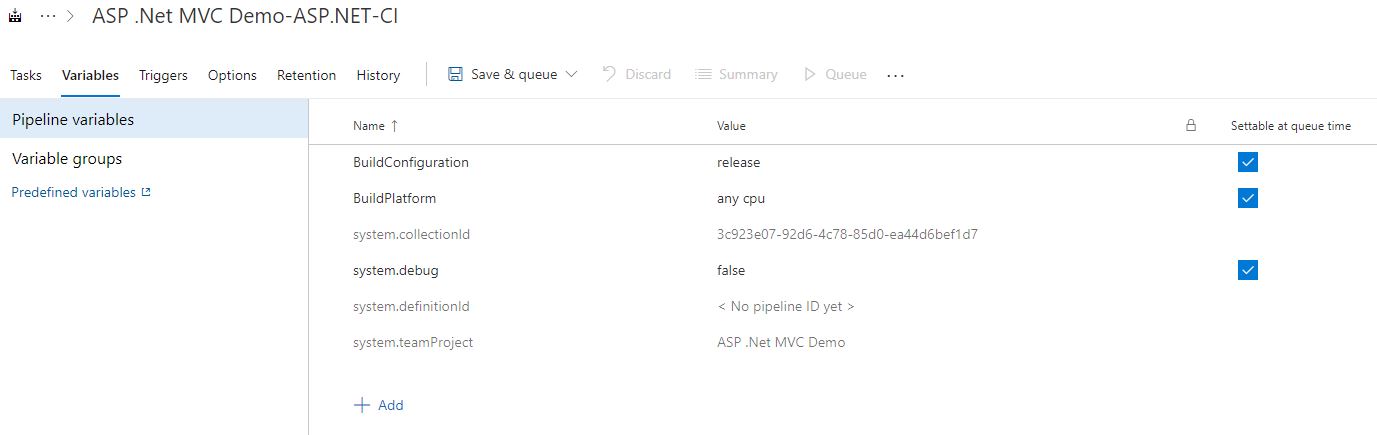 ··· > ASP .Net MVC Demo-ASP.NET-CI
Tasks Variables Triggers Options Retention History Save & queue Discard Summary Queue ···
Pipeline variables
Variable groups
Predefined variables
Name ↑ Value Settable at queue time
BuildConfiguration release
BuildPlatform any cpu
system.collectionId 3c923e07-92d6-4c78-85d0-ea44d6bef1d7
system.debug false
system.definitionId < No pipeline ID yet >
system.teamProject ASP .Net MVC Demo
+ Add